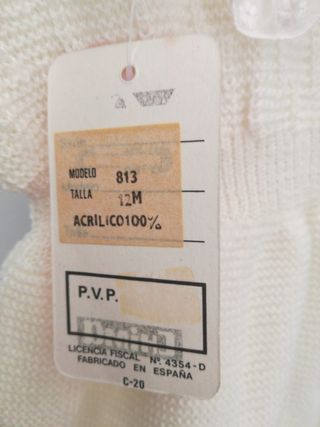 MODELO 813
TALLA 12M
ACRILICO100%
P.V.P.
LICENCIA FISCAL Nº. 4354-D
FABRICADO EN ESPAÑA
C-20